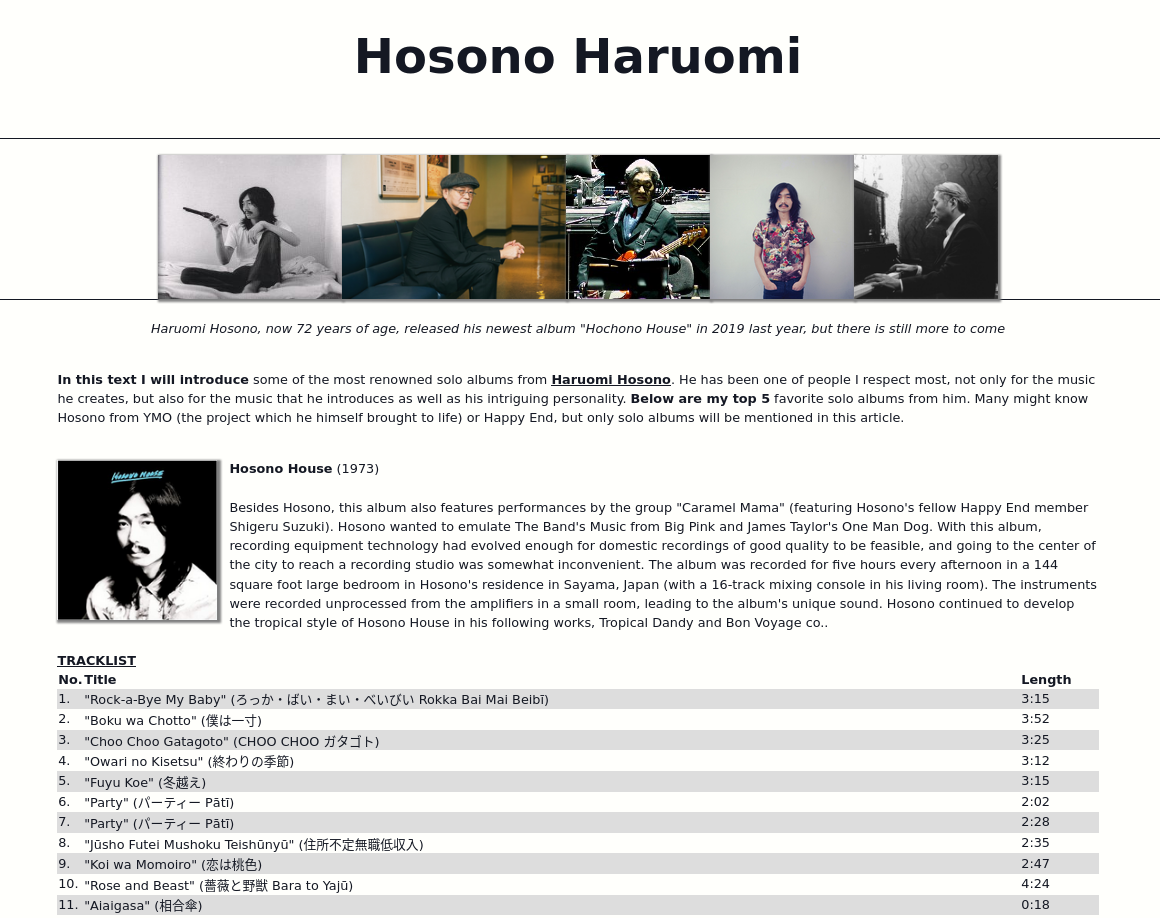 Hosono Haruomi
Haruomi Hosono, now 72 years of age, released his newest album "Hochono House" in 2019 last year, but there is still more to come
In this text I will introduce some of the most renowned solo albums from Haruomi Hosono. He has been one of people I respect most, not only for the music
he creates, but also for the music that he introduces as well as his intriguing personality. Below are my top 5 favorite solo albums from him. Many might know
Hosono from YMO (the project which he himself brought to life) or Happy End, but only solo albums will be mentioned in this article.
HOSONO HOUSE
Hosono House (1973)
Besides Hosono, this album also features performances by the group "Caramel Mama" (featuring Hosono's fellow Happy End member
Shigeru Suzuki). Hosono wanted to emulate The Band's Music from Big Pink and James Taylor's One Man Dog. With this album,
recording equipment technology had evolved enough for domestic recordings of good quality to be feasible, and going to the center of
the city to reach a recording studio was somewhat inconvenient. The album was recorded for five hours every afternoon in a 144
square foot large bedroom in Hosono's residence in Sayama, Japan (with a 16-track mixing console in his living room). The instruments
were recorded unprocessed from the amplifiers in a small room, leading to the album's unique sound. Hosono continued to develop
the tropical style of Hosono House in his following works, Tropical Dandy and Bon Voyage co..
TRACKLIST
No. Title Length
1. "Rock-a-Bye My Baby" (ろっか・ばい・まい・べいびい Rokka Bai Mai Beibī) 3:15
2. "Boku wa Chotto" (僕は一寸) 3:52
3. "Choo Choo Gatagoto" (CHOO CHOO ガタゴト) 3:25
4. "Owari no Kisetsu" (終わりの季節) 3:12
5. "Fuyu Koe" (冬越え) 3:15
6. "Party" (パーティー Pātī) 2:02
7. "Party" (パーティー Pātī) 2:28
8. "Jūsho Futei Mushoku Teishūnyū" (住所不定無職低収入) 2:35
9. "Koi wa Momoiro" (恋は桃色) 2:47
10. "Rose and Beast" (薔薇と野獣 Bara to Yajū) 4:24
11. "Aiaigasa" (相合傘) 0:18